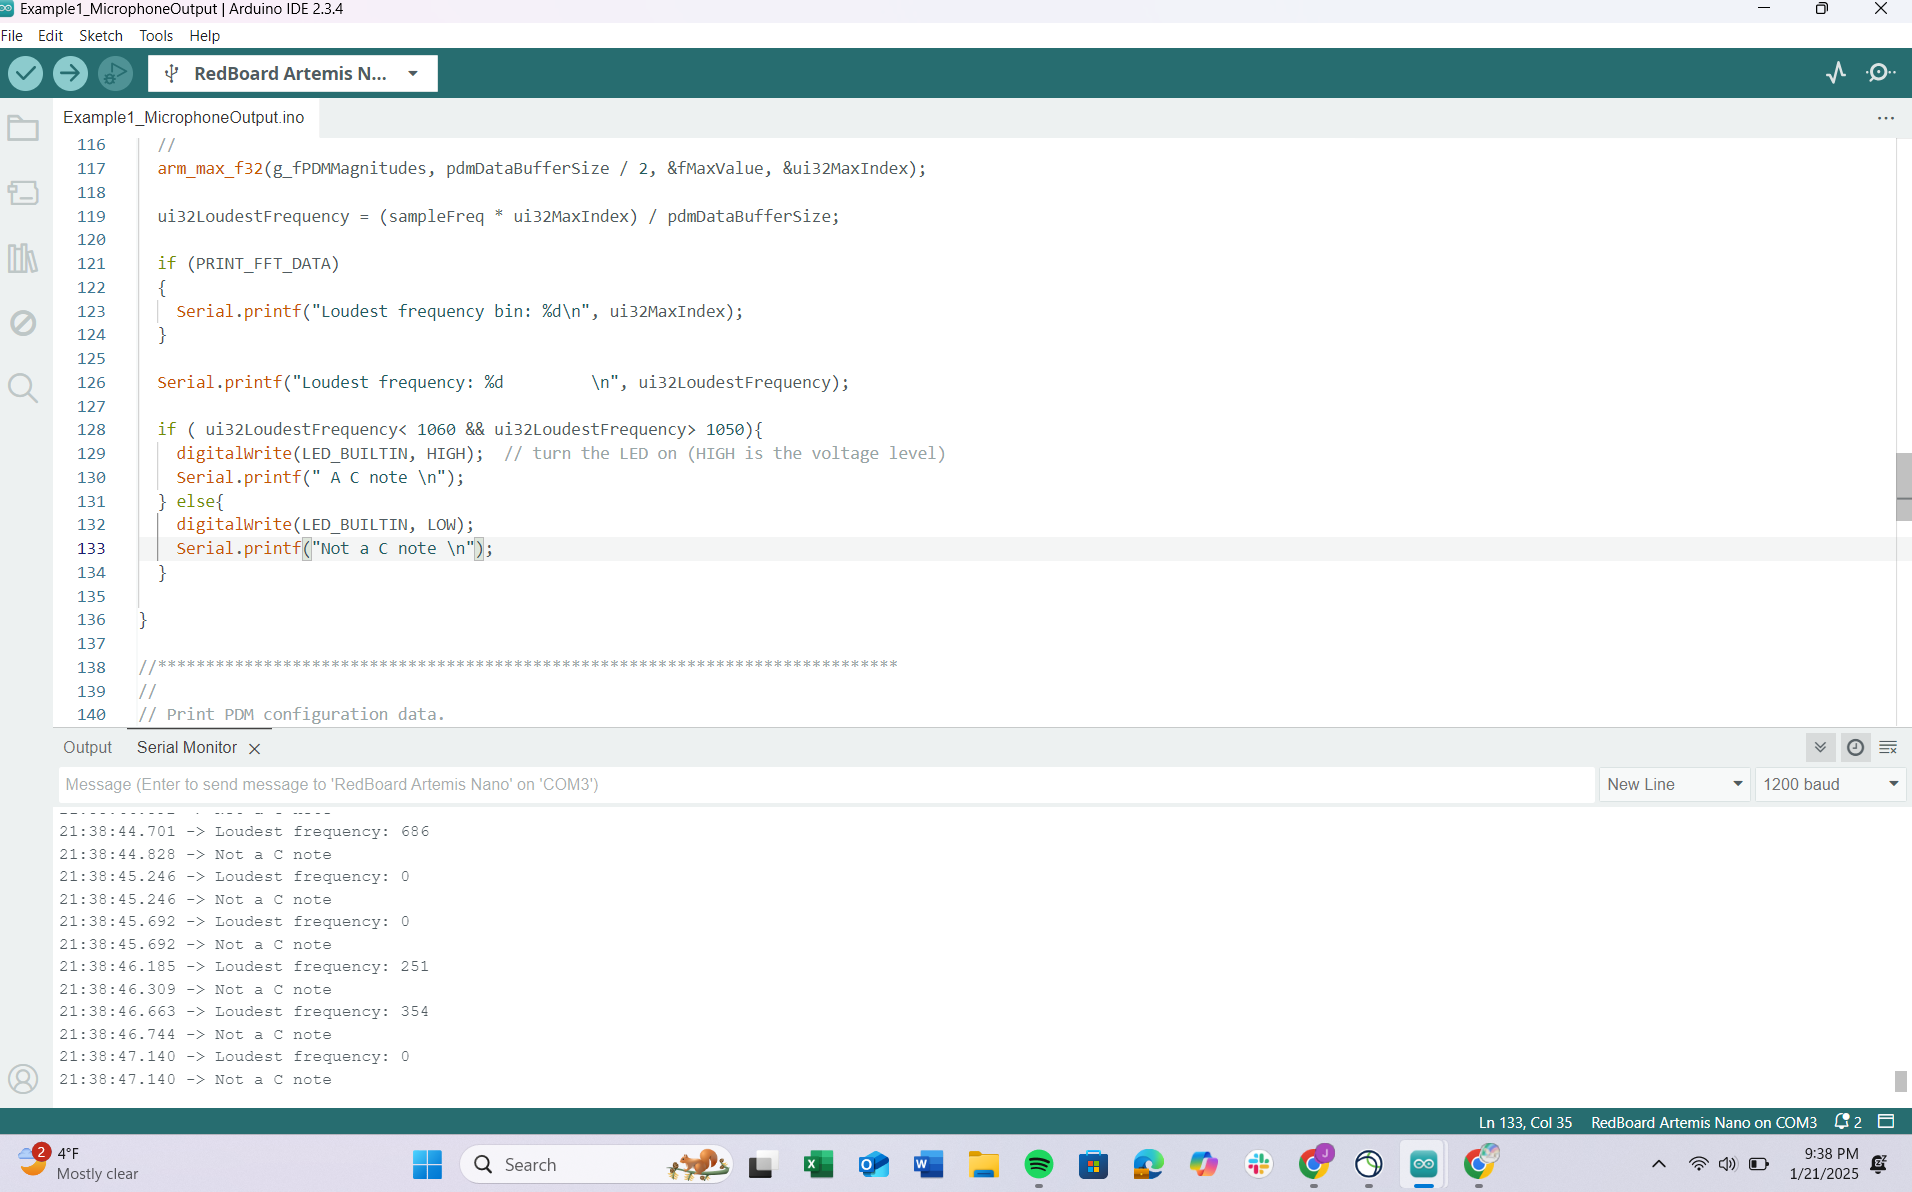 Example1_MicrophoneOutput | Arduino IDE 2.3.4
File Edit Sketch Tools Help
RedBoard Artemis N...
Example1_MicrophoneOutput.ino
116 //
117 arm_max_f32(g_fPDMMagnitudes, pdmDataBufferSize / 2, &fMaxValue, &ui32MaxIndex);
118
119 ui32LoudestFrequency = (sampleFreq * ui32MaxIndex) / pdmDataBufferSize;
120
121 if (PRINT_FFT_DATA)
122 {
123 Serial.printf("Loudest frequency bin: %d\n", ui32MaxIndex);
124 }
125
126 Serial.printf("Loudest frequency: %d         \n", ui32LoudestFrequency);
127
128 if ( ui32LoudestFrequency< 1060 && ui32LoudestFrequency> 1050){
129 digitalWrite(LED_BUILTIN, HIGH);  // turn the LED on (HIGH is the voltage level)
130 Serial.printf(" A C note \n");
131 } else{
132 digitalWrite(LED_BUILTIN, LOW);
133 Serial.printf("Not a C note \n");
134 }
135
136 }
137
138 //*****************************************************************************
139 //
140 // Print PDM configuration data.
Output Serial Monitor
Message (Enter to send message to 'RedBoard Artemis Nano' on 'COM3')
New Line 1200 baud
21:38:44.701 -> Loudest frequency: 686
21:38:44.828 -> Not a C note
21:38:45.246 -> Loudest frequency: 0
21:38:45.246 -> Not a C note
21:38:45.692 -> Loudest frequency: 0
21:38:45.692 -> Not a C note
21:38:46.185 -> Loudest frequency: 251
21:38:46.309 -> Not a C note
21:38:46.663 -> Loudest frequency: 354
21:38:46.744 -> Not a C note
21:38:47.140 -> Loudest frequency: 0
21:38:47.140 -> Not a C note
Ln 133, Col 35 RedBoard Artemis Nano on COM3 2
2 4°F
Mostly clear
Search
J
9:38 PM
1/21/2025